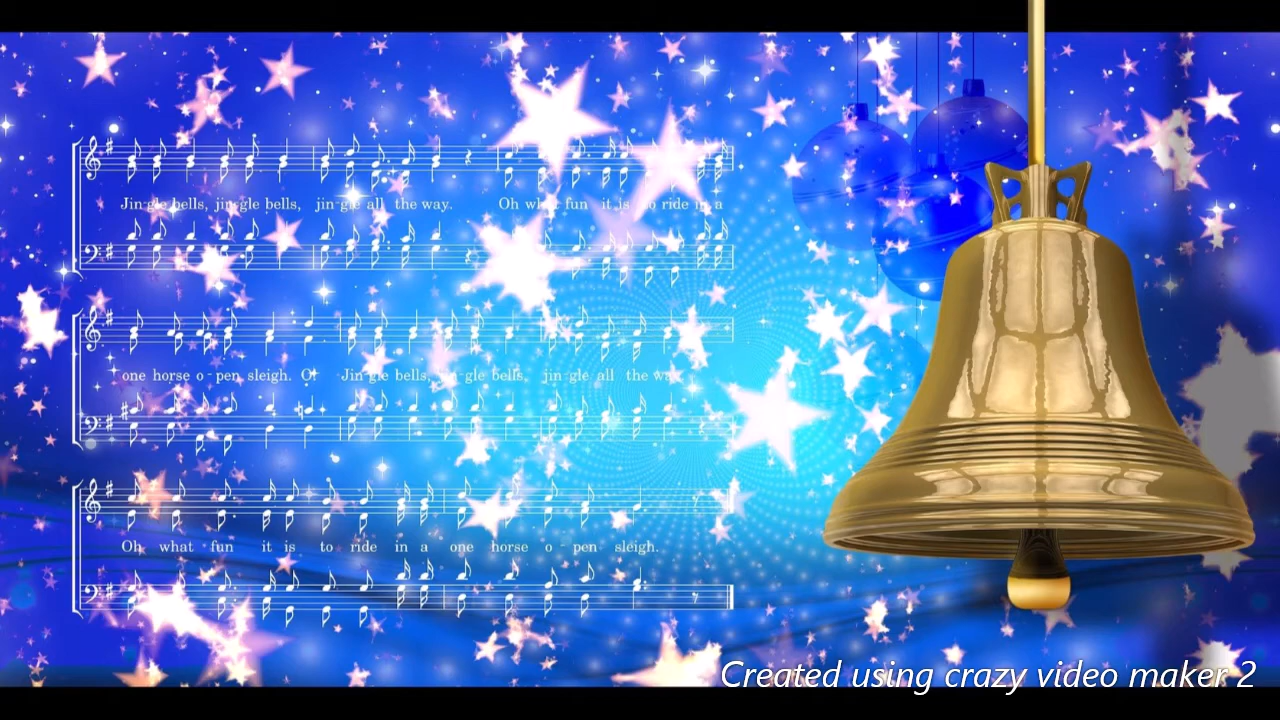 Jin-gle bells, jin-gle bells, jin-gle all the way. Oh what fun it is to ride in a
one horse o-pen sleigh. O! Jin-gle bells, jin-gle bells, jin-gle all the way
Oh what fun it is to ride in a one horse o-pen sleigh.
Created using crazy video maker 2